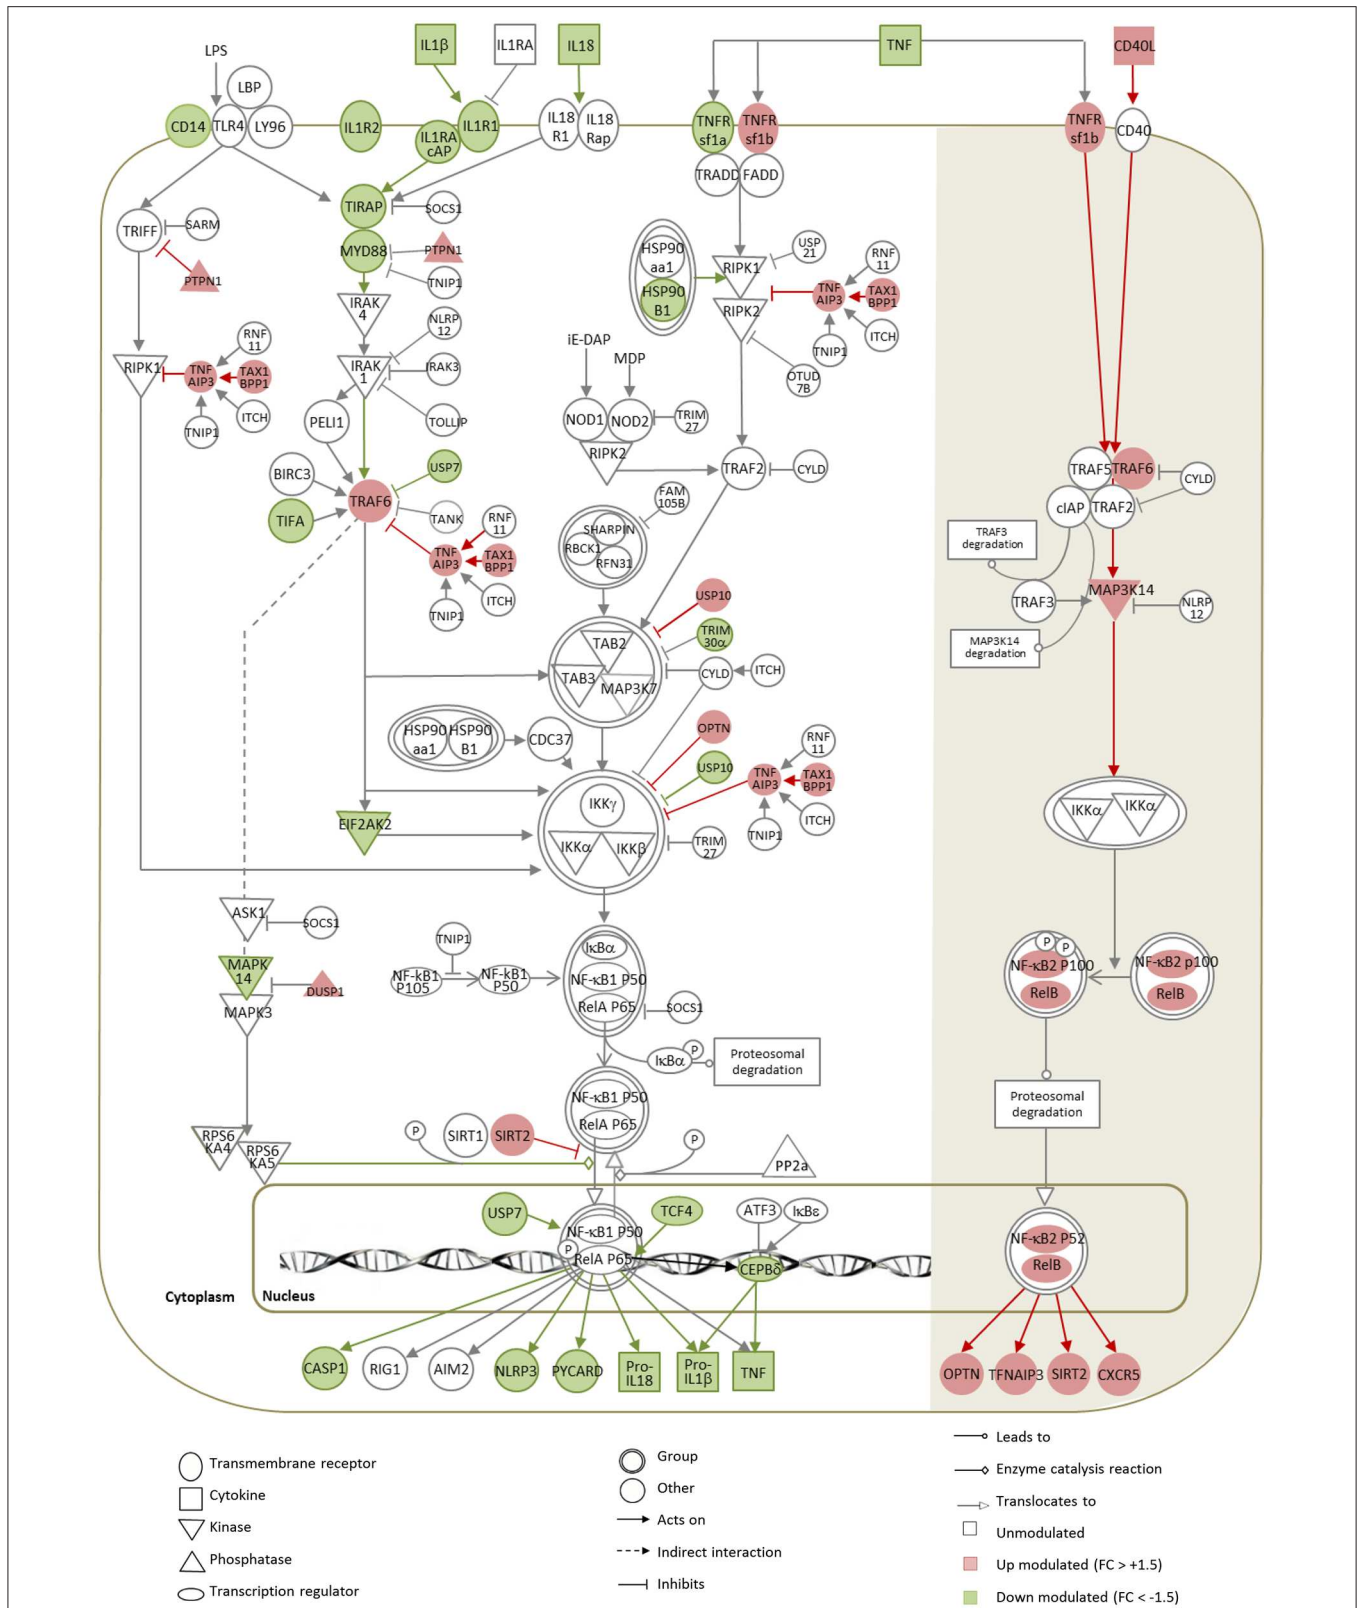 LPS
LBP
CD14
TLR4
LY96
IL1β
IL1RA
IL18
IL1R2
IL1RA
cAP
IL1R1
IL18
R1
IL18
Rap
TNF
TNFR
sf1a
TNFR
sf1b
TRADD
FADD
CD40L
TNFR
sf1b
CD40
TRIFF
SARM
PTPN1
TIRAP
SOCS1
MYD88
PTPN1
TNIP1
IRAK
4
NLRP
12
IRAK
1
IRAK3
TOLLIP
PELI1
HSP90
aa1
HSP90
B1
RIPK1
USP
21
RIPK2
RNF
11
TNF
AIP3
TAX1
BPP1
TNIP1
ITCH
OTUD
7B
RIPK1
RNF
11
TNF
AIP3
TAX1
BPP1
TNIP1
ITCH
iE-DAP
MDP
NOD1
NOD2
TRIM
27
RIPK2
TRAF2
CYLD
BIRC3
TIFA
TRAF6
USP7
TANK
RNF
11
TNF
AIP3
TAX1
BPP1
TNIP1
ITCH
FAM
105B
SHARPIN
RBCK1
RFN31
TRAF5
TRAF6
cIAP
TRAF2
CYLD
TRAF3
degradation
TRAF3
MAP3K14
NLRP
12
MAP3K14
degradation
USP10
TRIM
30α
TAB2
TAB3
MAP3K7
CYLD
ITCH
HSP90
aa1
HSP90
B1
CDC37
OPTN
USP10
RNF
11
TNF
AIP3
TAX1
BPP1
TNIP1
ITCH
TRIM
27
IKKγ
IKKα
IKKβ
IKKα
IKKα
EIF2AK2
ASK1
SOCS1
MAPK
14
DUSP1
MAPK3
TNIP1
NF-kB1
P105
NF-kB1
P50
IκBα
NF-κB1 P50
RelA P65
SOCS1
IκBα
P
Proteosomal
degradation
P
P
NF-κB2 P100
RelB
NF-κB2 p100
RelB
NF-κB1 P50
RelA P65
Proteosomal
degradation
RPS6
KA4
RPS6
KA5
P
SIRT1
SIRT2
P
PP2a
USP7
NF-κB1 P50
P
RelA P65
TCF4
ATF3
IκBε
CEPBδ
NF-κB2 P52
RelB
Cytoplasm
Nucleus
CASP1
RIG1
AIM2
NLRP3
PYCARD
Pro-
IL18
Pro-
IL1β
TNF
OPTN
TFNAIP3
SIRT2
CXCR5
Transmembrane receptor
Cytokine
Kinase
Phosphatase
Transcription regulator
Group
Other
Acts on
Indirect interaction
Inhibits
Leads to
Enzyme catalysis reaction
Translocates to
Unmodulated
Up modulated (FC > +1.5)
Down modulated (FC < -1.5)